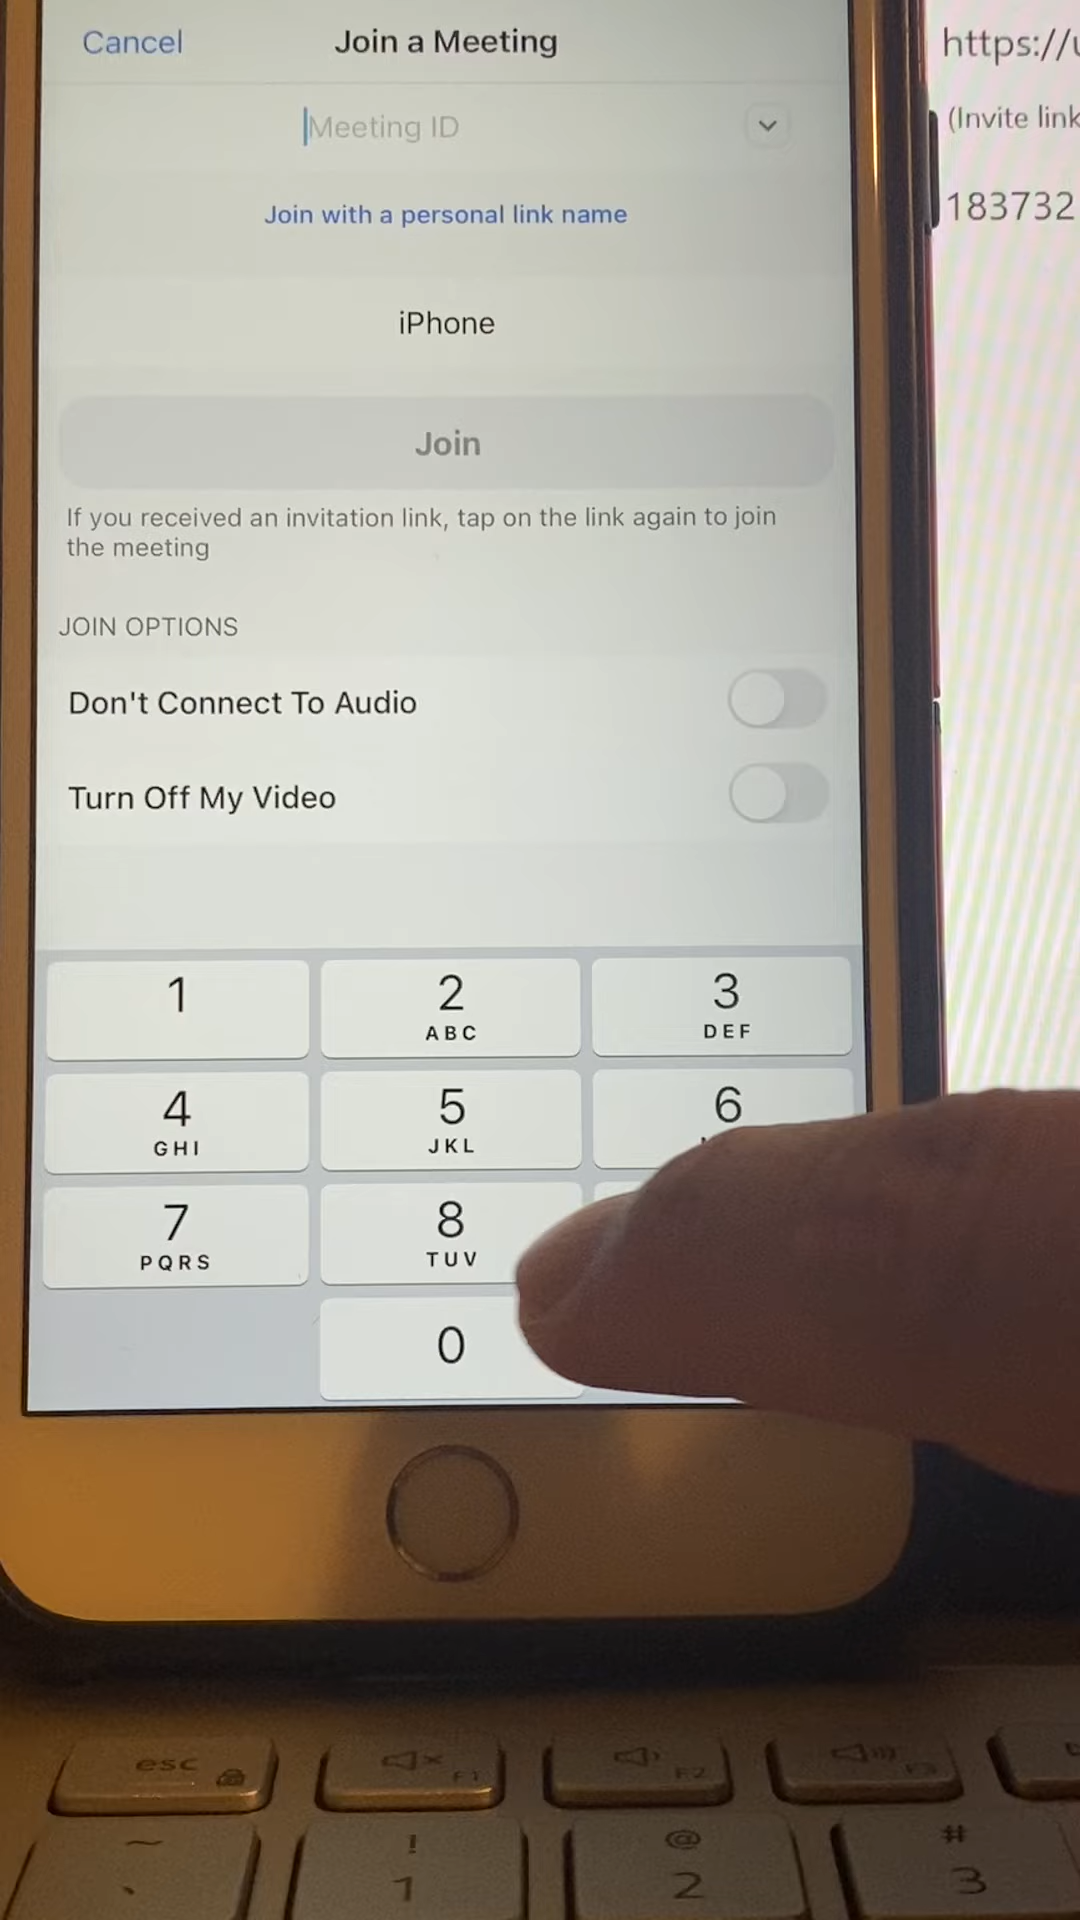 Cancel
Join a Meeting
Meeting ID
Join with a personal link name
iPhone
Join
If you received an invitation link, tap on the link again to join
the meeting
JOIN OPTIONS
Don't Connect To Audio
Turn Off My Video
1
2
ABC
3
DEF
4
GHI
5
JKL
6
7
PQRS
8
TUV
0
https://u
(Invite link
183732
esc
F1
F2
F3
~
`
!
1
@
2
#
3